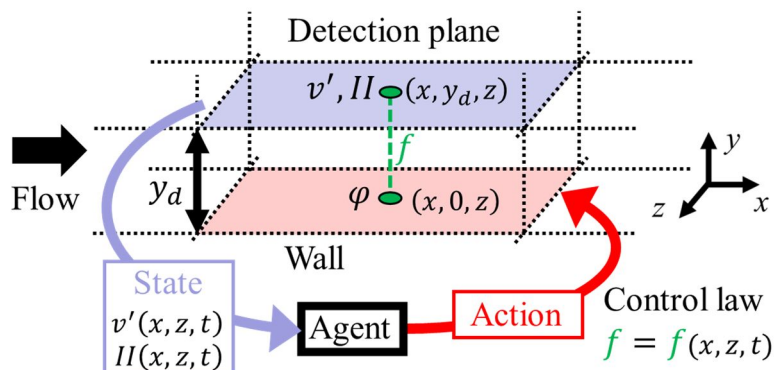 Detection plane
v′, II (x, y_d, z)
f
Flow
y_d
φ (x, 0, z)
y
z
x
Wall
State
v′(x, z, t)
II(x, z, t)
Agent
Action
Control law
f = f(x, z, t)